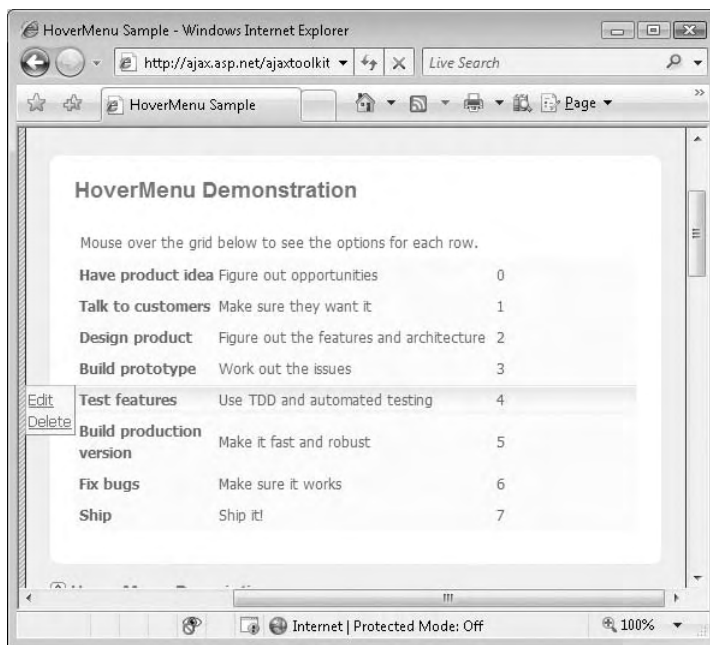 HoverMenu Sample - Windows Internet Explorer
http://ajax.asp.net/ajaxtoolkit
Live Search
HoverMenu Sample
Page
HoverMenu Demonstration
Mouse over the grid below to see the options for each row.
Have product idea Figure out opportunities 0
Talk to customers Make sure they want it 1
Design product Figure out the features and architecture 2
Build prototype Work out the issues 3
Edit Test features Use TDD and automated testing 4
Delete
Build production
version Make it fast and robust 5
Fix bugs Make sure it works 6
Ship Ship it! 7
Internet | Protected Mode: Off 100%